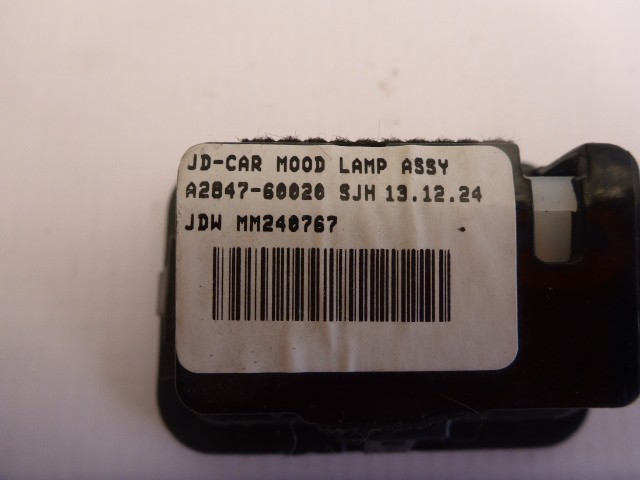 JD-CAR MOOD LAMP ASSY
A2847-60020 SJH 13.12.24
JDW MM240767